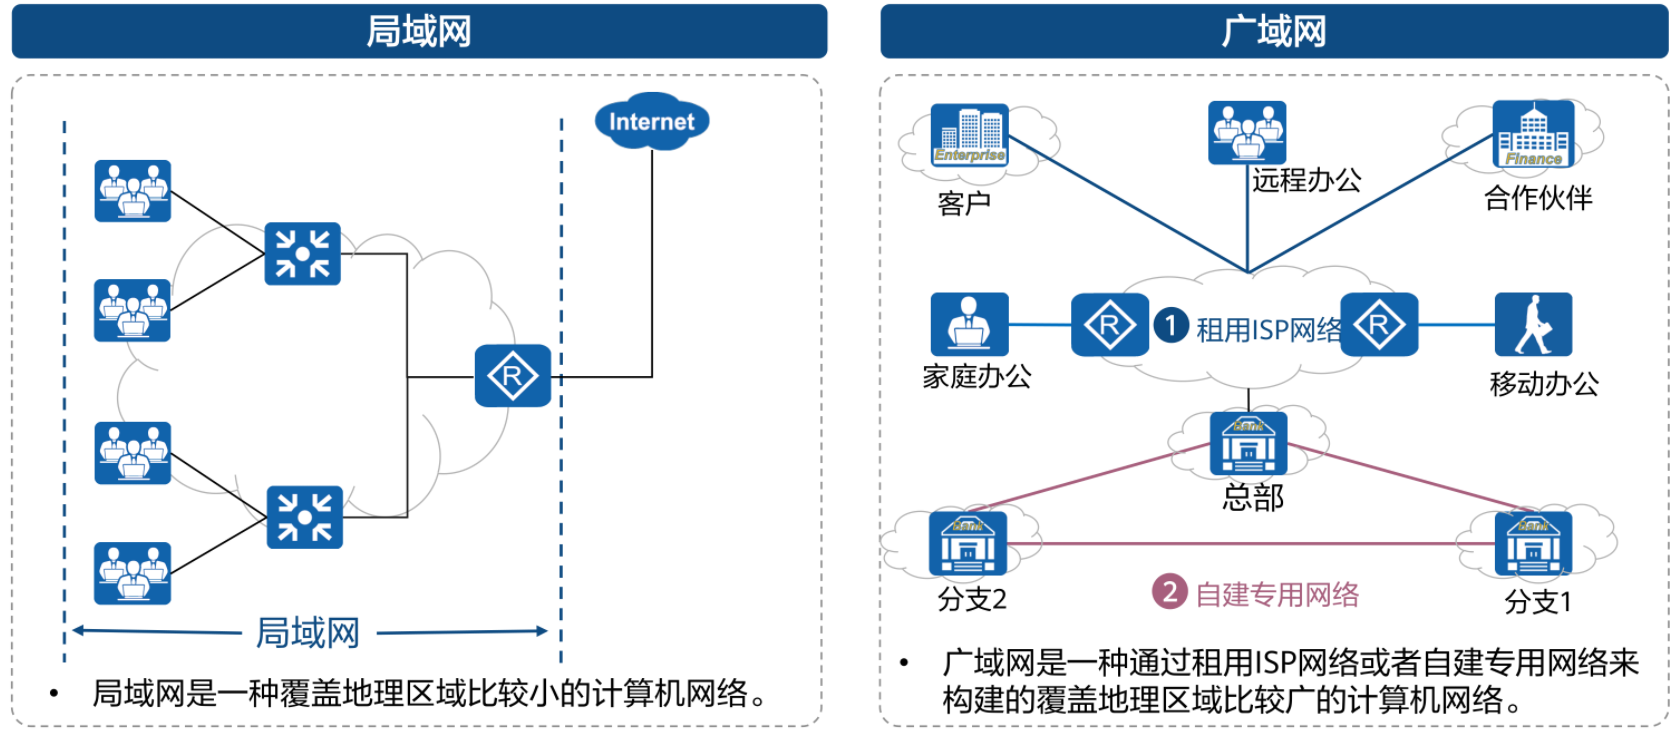 局域网
Internet
R
局域网
• 局域网是一种覆盖地理区域比较小的计算机网络。
广域网
Enterprise
客户
远程办公
Finance
合作伙伴
家庭办公
R
1 租用ISP网络
R
移动办公
Bank
总部
Bank
分支2
Bank
分支1
2 自建专用网络
• 广域网是一种通过租用ISP网络或者自建专用网络来
构建的覆盖地理区域比较广的计算机网络。